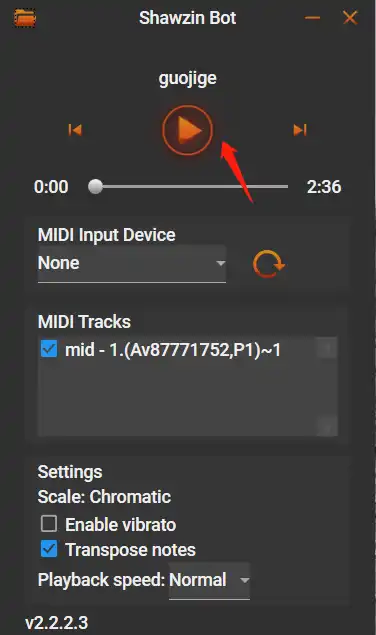 Shawzin Bot
guojige
0:00 2:36
MIDI Input Device
None
MIDI Tracks
mid - 1.(Av87771752,P1)~1
Settings
Scale: Chromatic
Enable vibrato
Transpose notes
Playback speed: Normal
v2.2.2.3